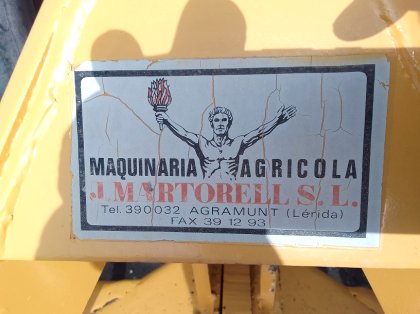 MAQUINARIA AGRICOLA
J. MARTORELL S. L.
Tel. 390032 AGRAMUNT (Lérida)
FAX 39 12 93